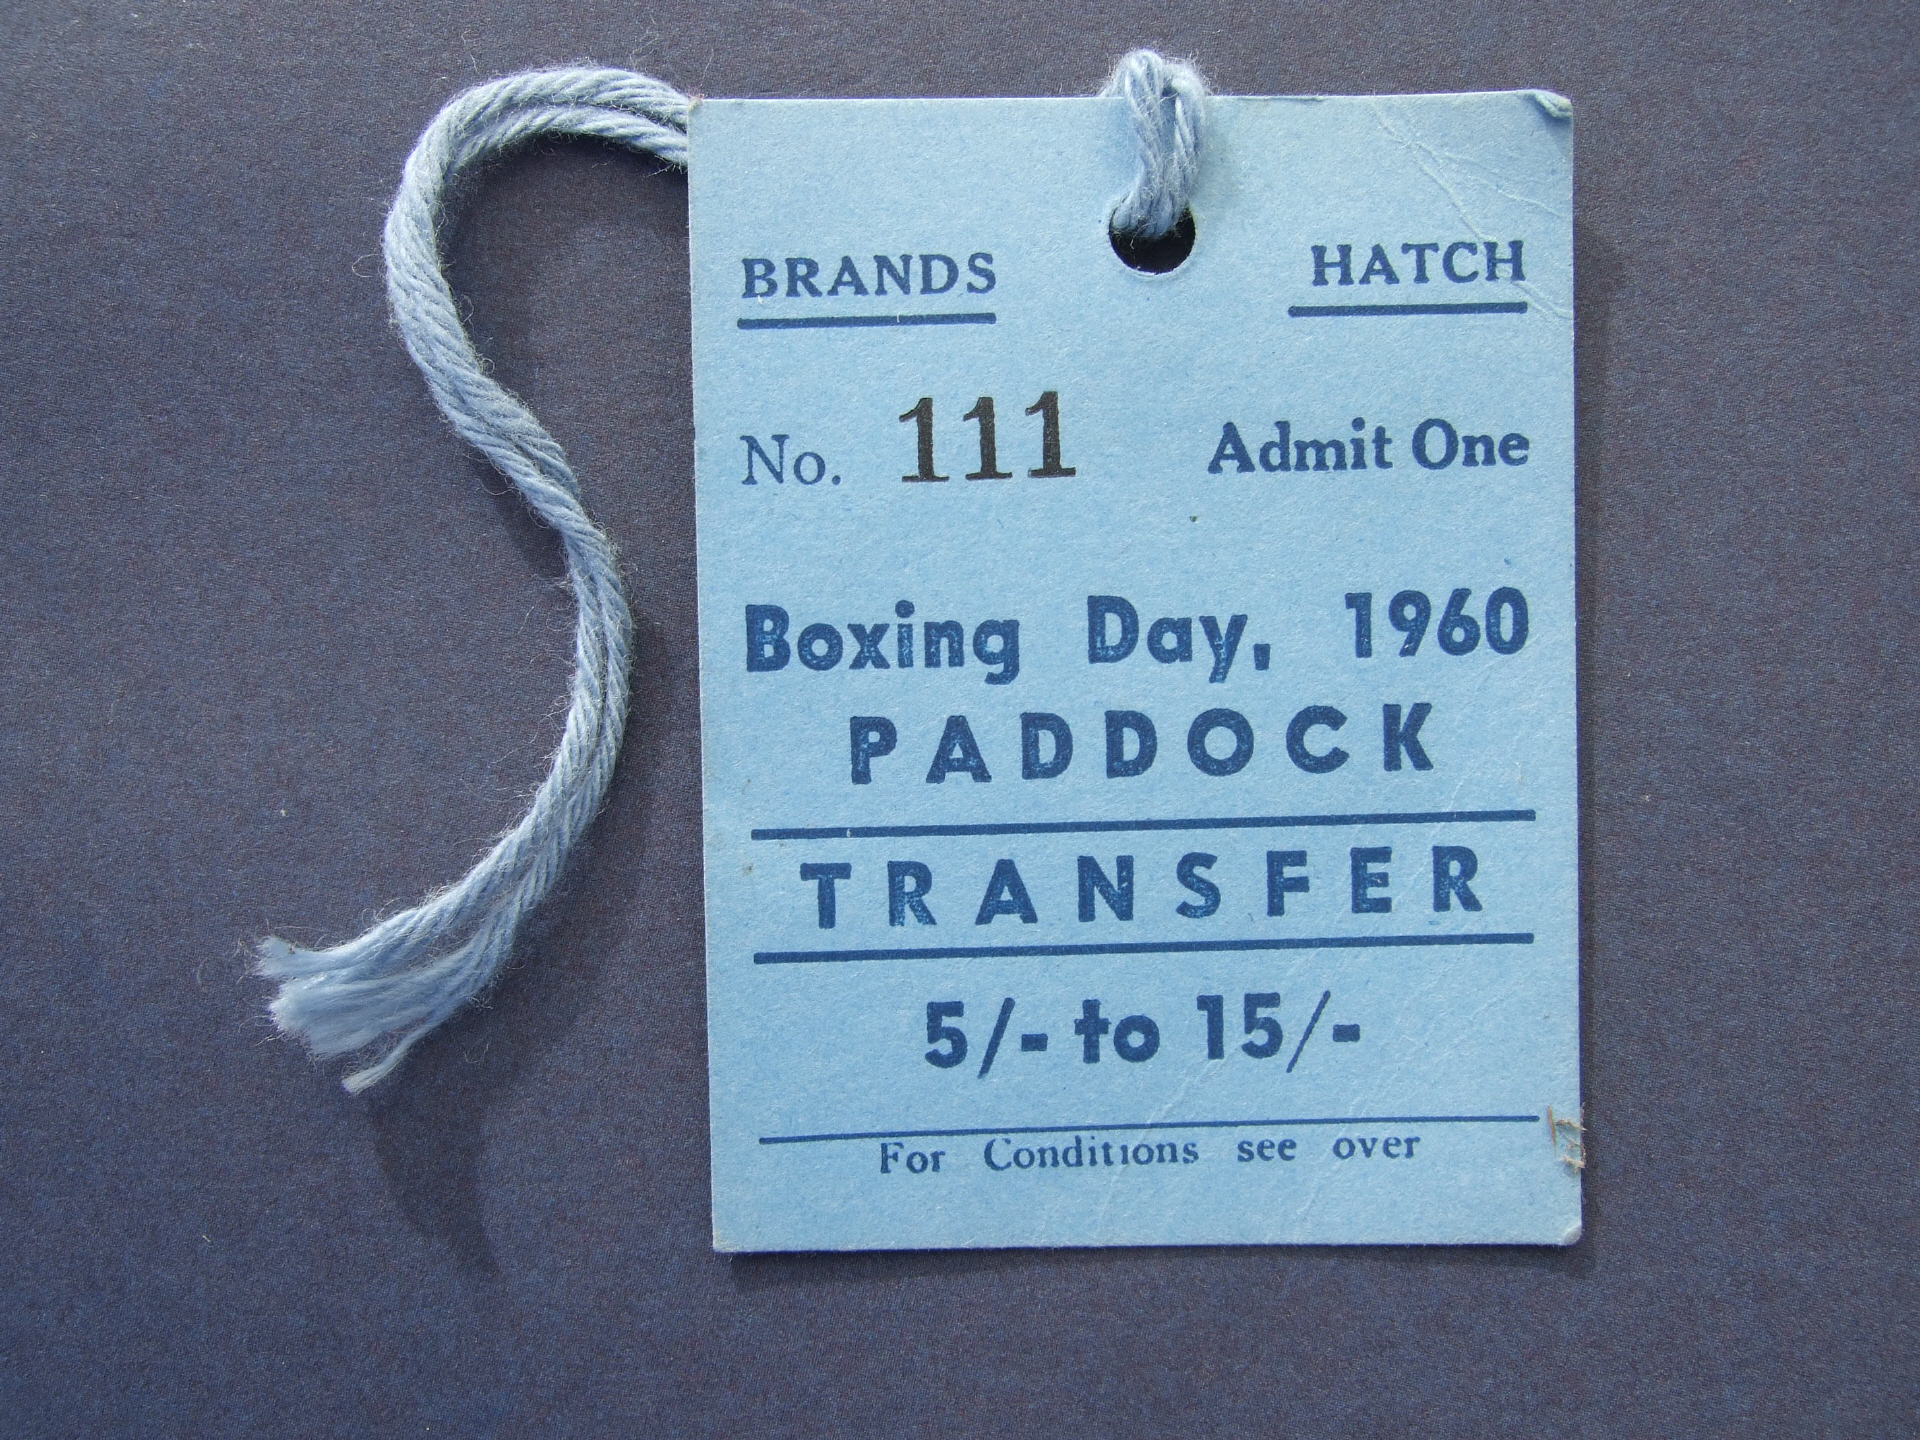 BRANDS HATCH
No. 111 Admit One
Boxing Day, 1960
PADDOCK
TRANSFER
5/- to 15/-
For Conditions see over